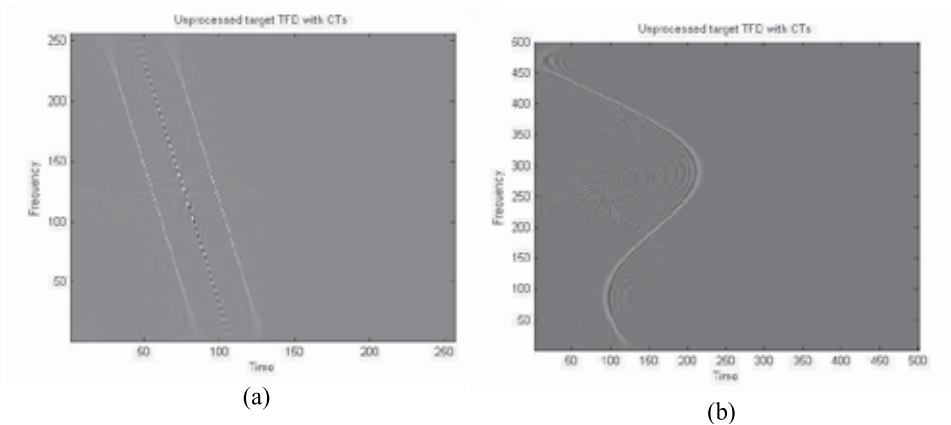 Unprocessed target TFD with CTs
250
200
150
100
50
Frequency
50 100 150 200 250
Time
(a)
Unprocessed target TFD with CTs
500
450
400
350
300
250
200
150
100
50
Frequency
50 100 150 200 250 300 350 400 450 500
Time
(b)